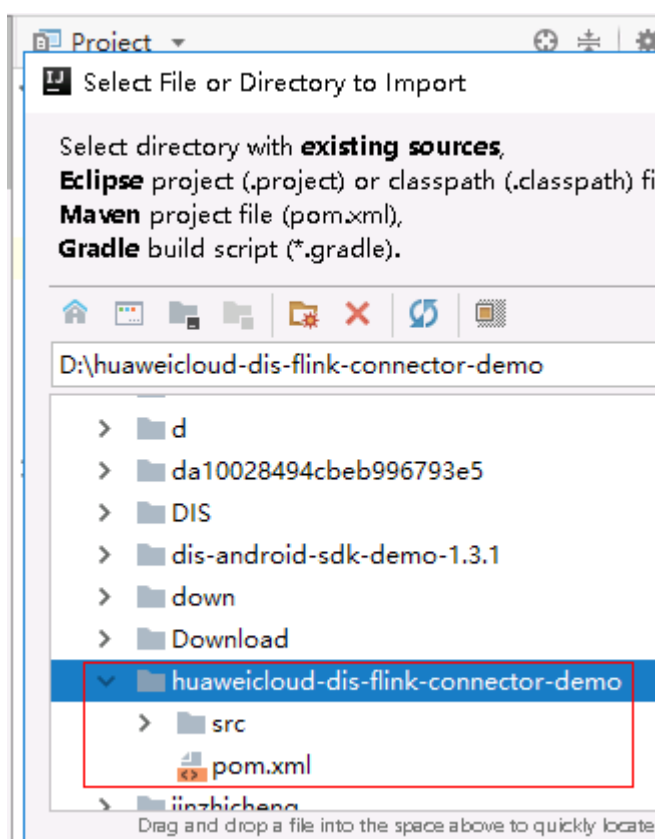 Project
Select File or Directory to Import
Select directory with existing sources,
Eclipse project (.project) or classpath (.classpath) fi
Maven project file (pom.xml),
Gradle build script (*.gradle).
D:\huaweicloud-dis-flink-connector-demo
d
da10028494cbeb996793e5
DIS
dis-android-sdk-demo-1.3.1
down
Download
huaweicloud-dis-flink-connector-demo
src
pom.xml
jinzhicheng
Drag and drop a file into the space above to quickly locate